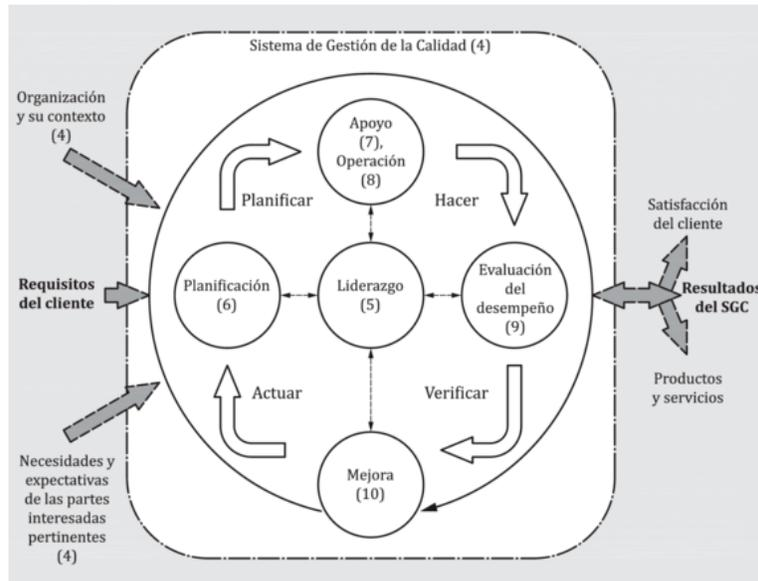 Sistema de Gestión de la Calidad (4)
Organización
y su contexto
(4)
Apoyo
(7),
Operación
(8)
Planificar
Hacer
Satisfacción
del cliente
Requisitos
del cliente
Planificación
(6)
Liderazgo
(5)
Evaluación
del
desempeño
(9)
Resultados
del SGC
Actuar
Verificar
Productos
y servicios
Necesidades y
expectativas
de las partes
interesadas
pertinentes
(4)
Mejora
(10)